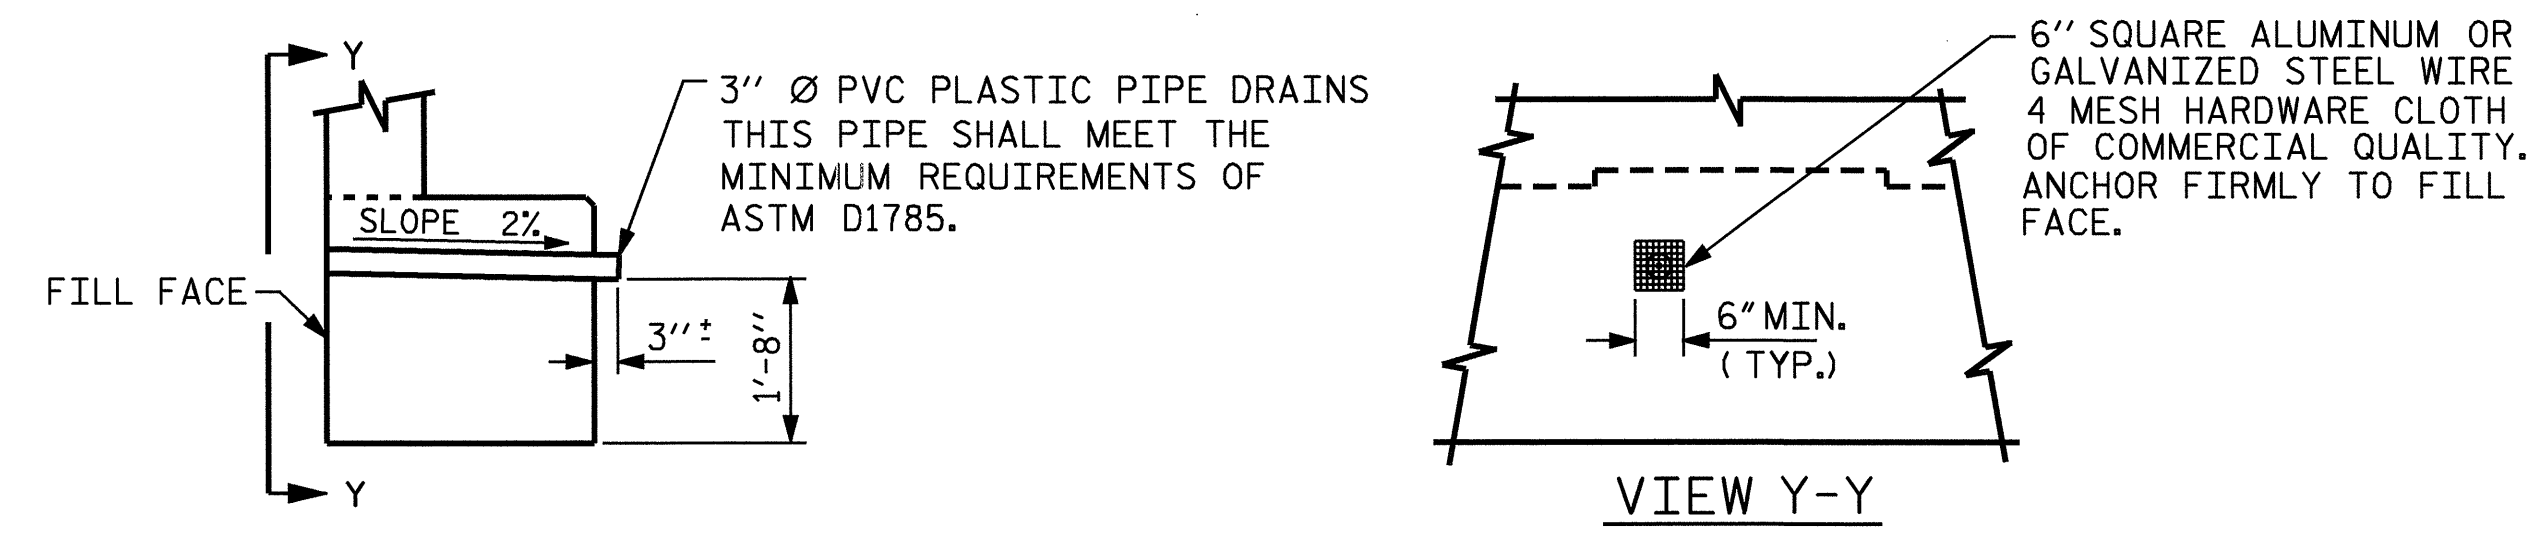 Y
3" Ø PVC PLASTIC PIPE DRAINS
THIS PIPE SHALL MEET THE
MINIMUM REQUIREMENTS OF
ASTM D1785.
SLOPE 2%
FILL FACE
3"±
1'-8"
Y
6" SQUARE ALUMINUM OR
GALVANIZED STEEL WIRE
4 MESH HARDWARE CLOTH
OF COMMERCIAL QUALITY.
ANCHOR FIRMLY TO FILL
FACE.
6" MIN.
(TYP.)
VIEW Y-Y